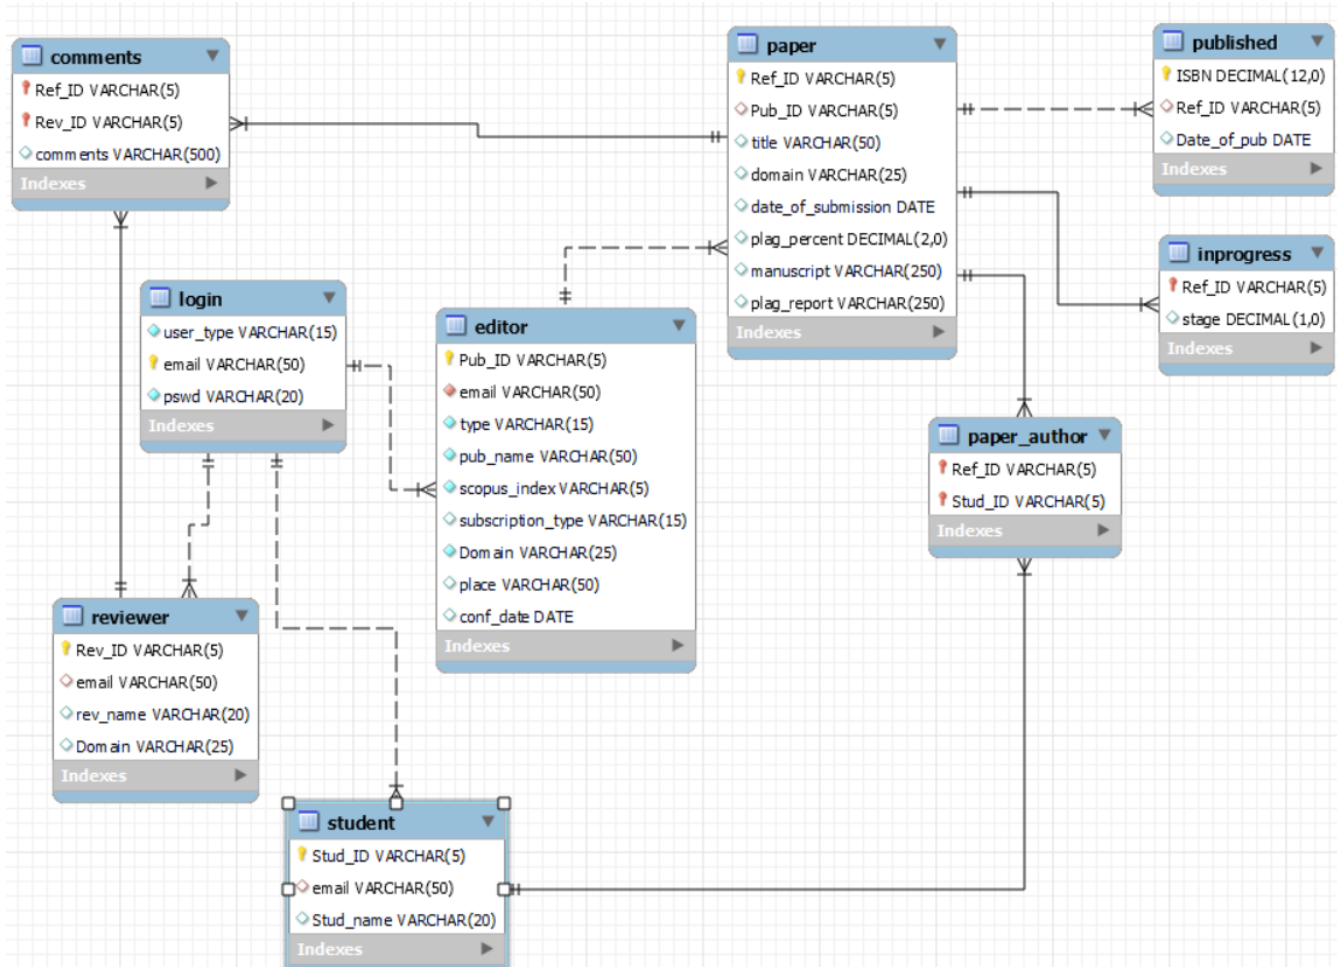 comments
Ref_ID VARCHAR(5)
Rev_ID VARCHAR(5)
comments VARCHAR(500)
Indexes
paper
Ref_ID VARCHAR(5)
Pub_ID VARCHAR(5)
title VARCHAR(50)
domain VARCHAR(25)
date_of_submission DATE
plag_percent DECIMAL(2,0)
manuscript VARCHAR(250)
plag_report VARCHAR(250)
Indexes
published
ISBN DECIMAL(12,0)
Ref_ID VARCHAR(5)
Date_of_pub DATE
Indexes
inprogress
Ref_ID VARCHAR(5)
stage DECIMAL(1,0)
Indexes
login
user_type VARCHAR(15)
email VARCHAR(50)
pswd VARCHAR(20)
Indexes
editor
Pub_ID VARCHAR(5)
email VARCHAR(50)
type VARCHAR(15)
pub_name VARCHAR(50)
scopus_index VARCHAR(5)
subscription_type VARCHAR(15)
Domain VARCHAR(25)
place VARCHAR(50)
conf_date DATE
Indexes
paper_author
Ref_ID VARCHAR(5)
Stud_ID VARCHAR(5)
Indexes
reviewer
Rev_ID VARCHAR(5)
email VARCHAR(50)
rev_name VARCHAR(20)
Domain VARCHAR(25)
Indexes
student
Stud_ID VARCHAR(5)
email VARCHAR(50)
Stud_name VARCHAR(20)
Indexes